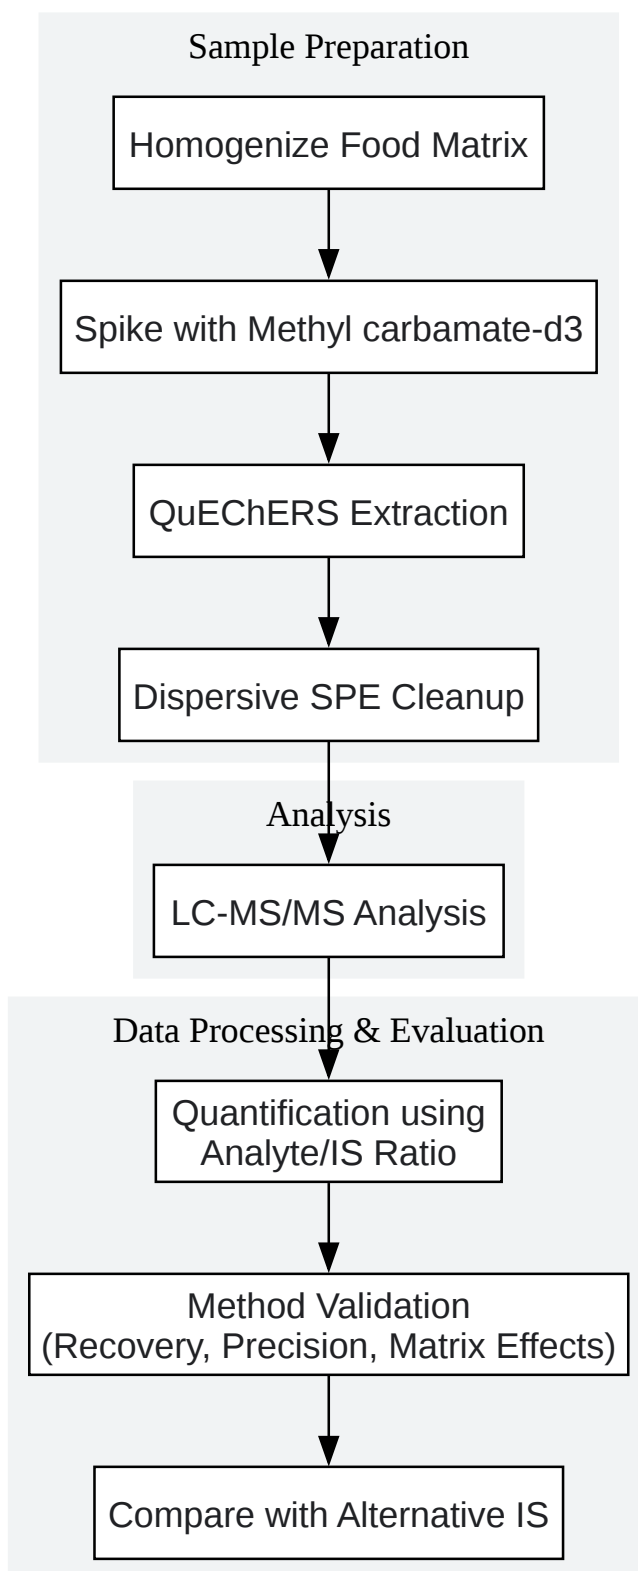 Sample Preparation
Homogenize Food Matrix
Spike with Methyl carbamate-d3
QuEChERS Extraction
Dispersive SPE Cleanup
Analysis
LC-MS/MS Analysis
Data Processing & Evaluation
Quantification using
Analyte/IS Ratio
Method Validation
(Recovery, Precision, Matrix Effects)
Compare with Alternative IS